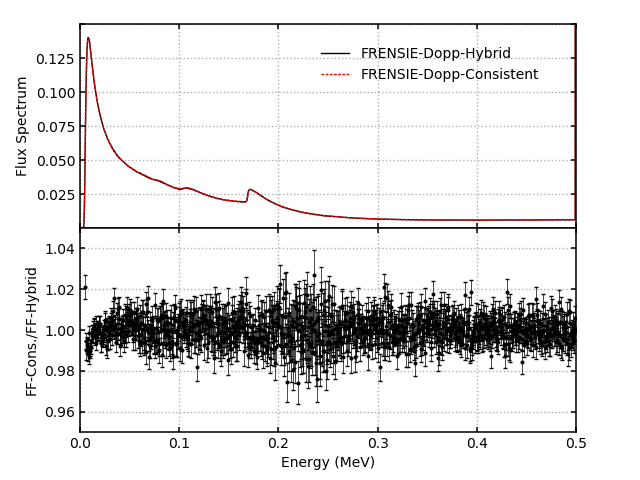 0.125
0.100
0.075
0.050
0.025
Flux Spectrum
FRENSIE-Dopp-Hybrid
FRENSIE-Dopp-Consistent
1.04
1.02
1.00
0.98
0.96
FF-Cons./FF-Hybrid
0.0 0.1 0.2 0.3 0.4 0.5
Energy (MeV)